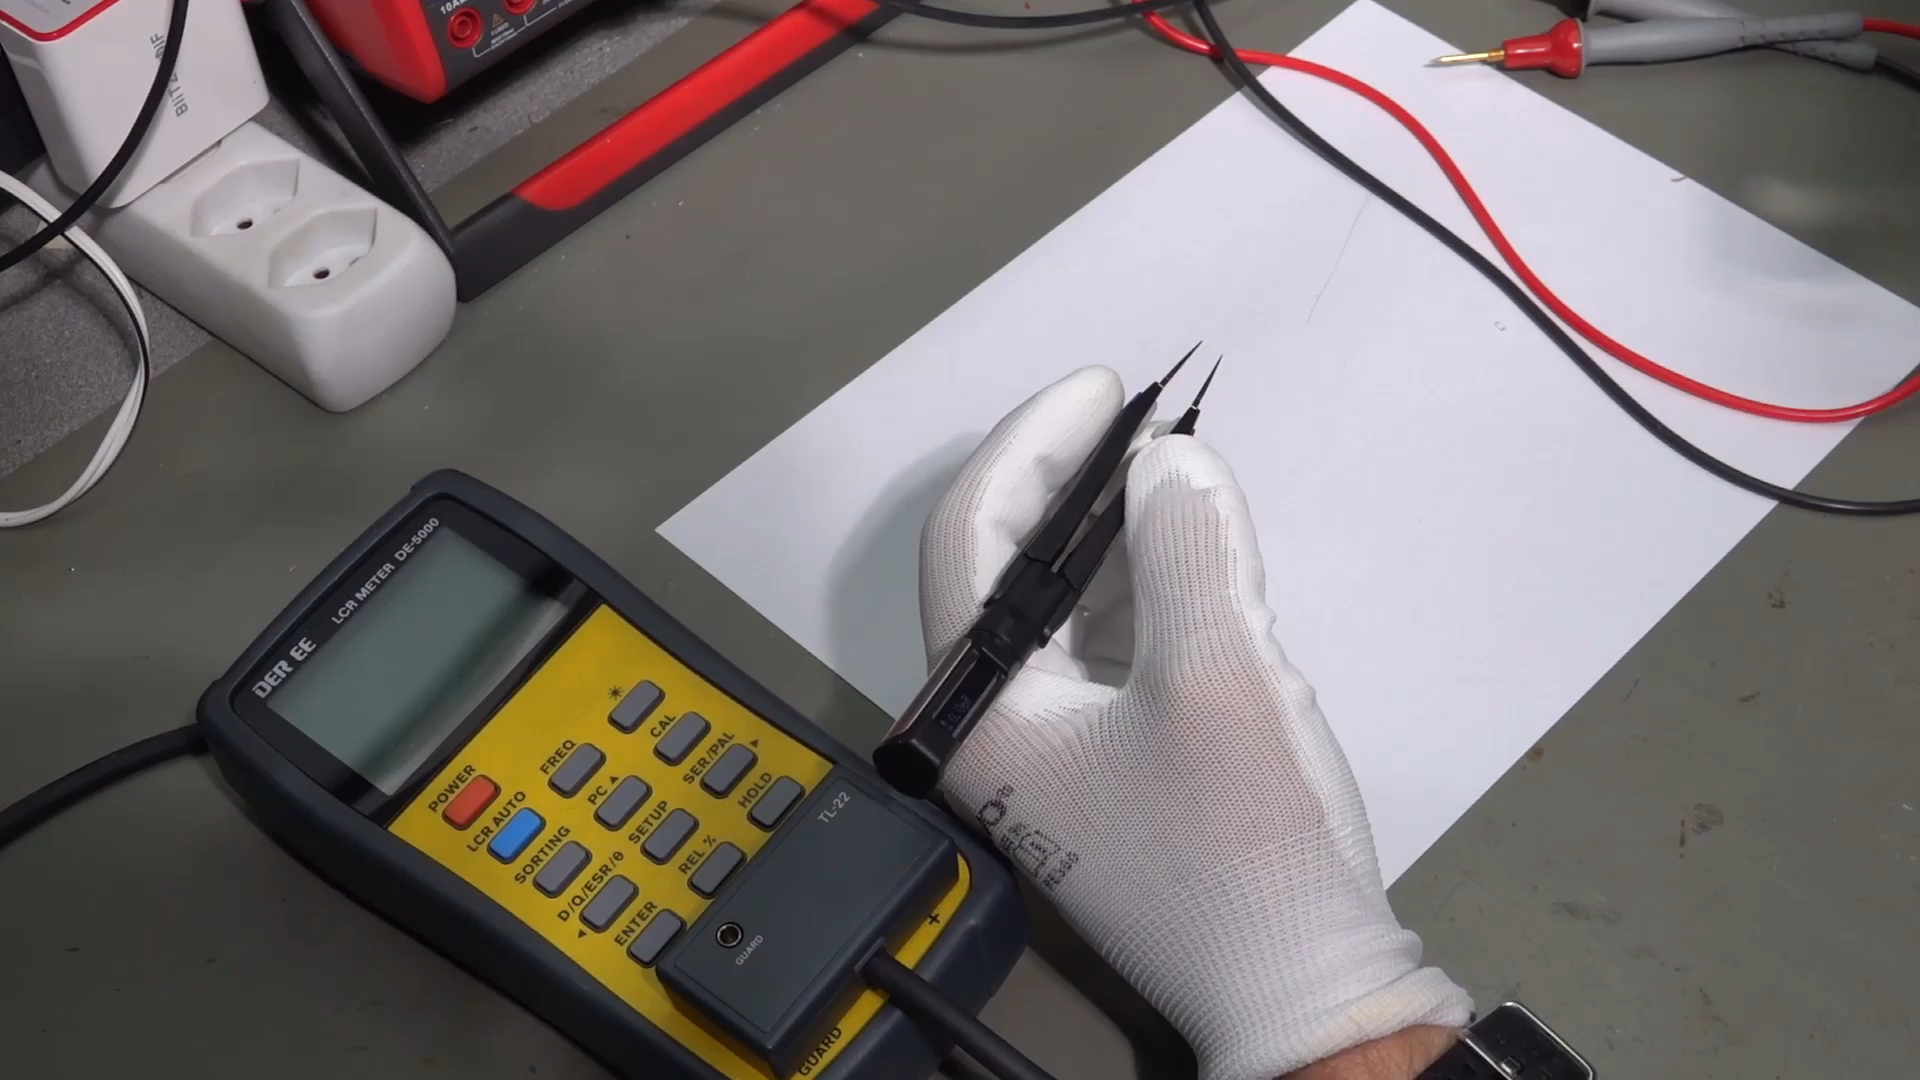 10A
FUSED
DER EE
LCR METER DE-5000
POWER
LCR AUTO
SORTING
D/Q/ESR/θ
ENTER
FREQ
PC
SETUP
REL %
CAL
SER/PAL
HOLD
TL-22
GUARD
+
GUARD